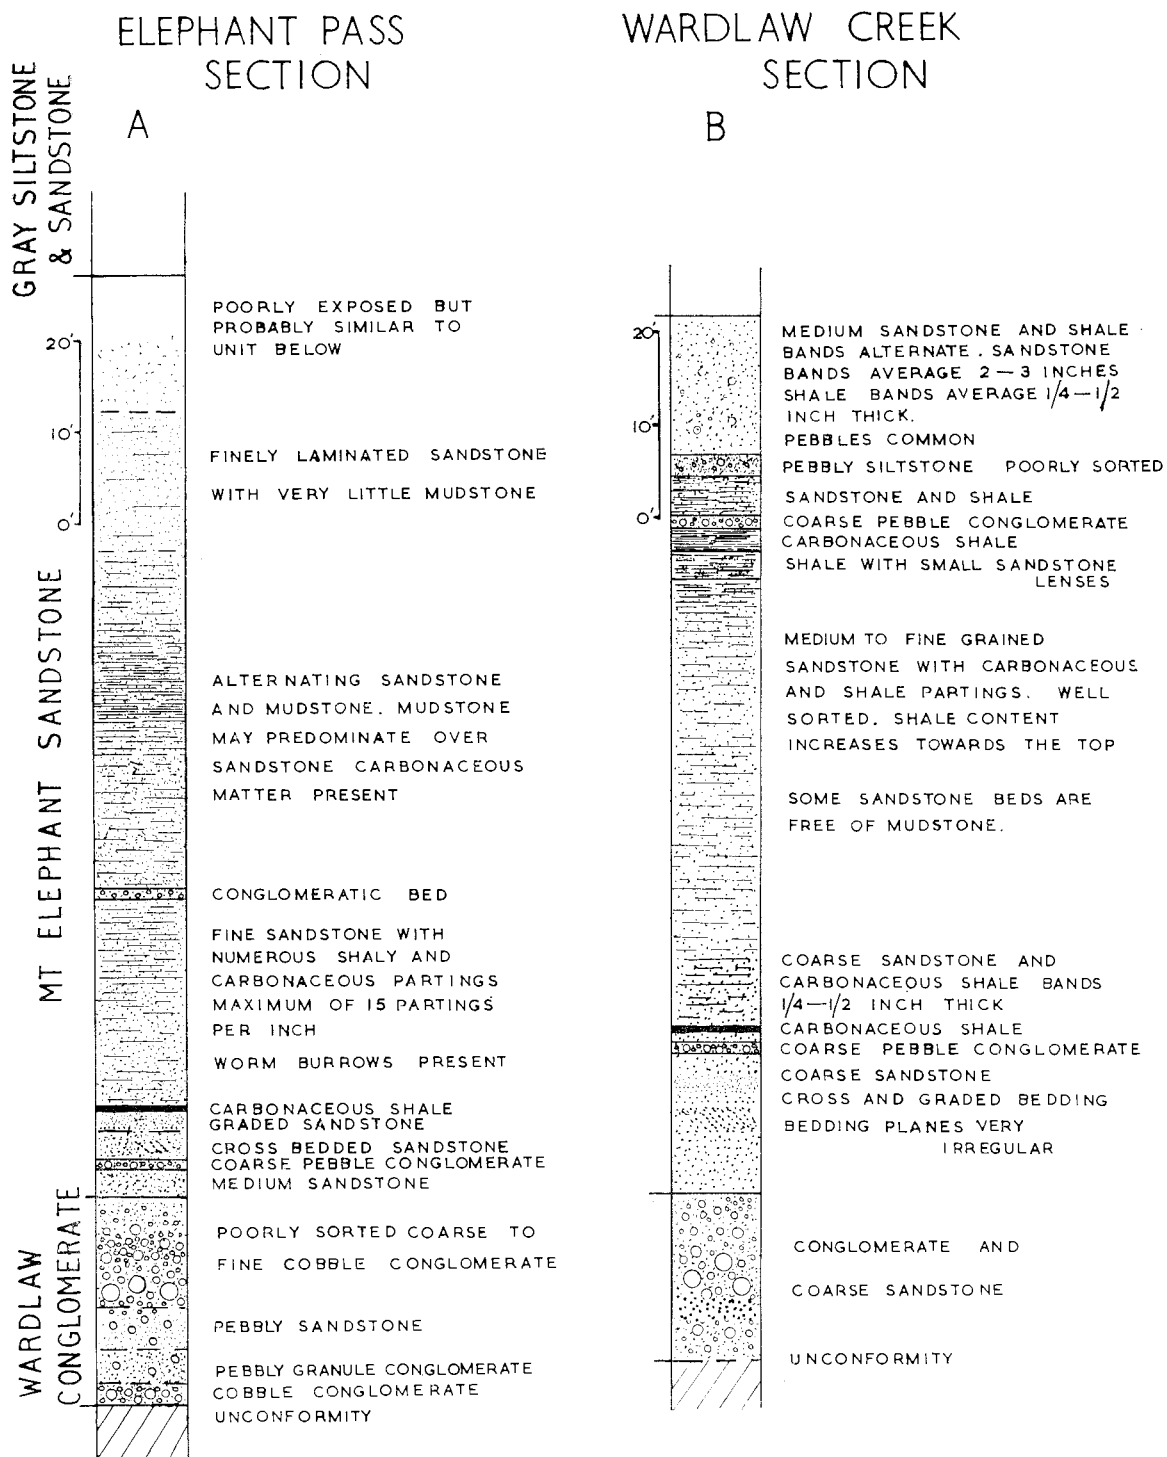 ELEPHANT PASS
SECTION
A
GRAY SILTSTONE
& SANDSTONE
MT ELEPHANT SANDSTONE
WARDLAW
CONGLOMERATE
20'
10'
0'
POORLY EXPOSED BUT
PROBABLY SIMILAR TO
UNIT BELOW
FINELY LAMINATED SANDSTONE
WITH VERY LITTLE MUDSTONE
ALTERNATING SANDSTONE
AND MUDSTONE. MUDSTONE
MAY PREDOMINATE OVER
SANDSTONE CARBONACEOUS
MATTER PRESENT
CONGLOMERATIC BED
FINE SANDSTONE WITH
NUMEROUS SHALY AND
CARBONACEOUS PARTINGS
MAXIMUM OF 15 PARTINGS
PER INCH
WORM BURROWS PRESENT
CARBONACEOUS SHALE
GRADED SANDSTONE
CROSS BEDDED SANDSTONE
COARSE PEBBLE CONGLOMERATE
MEDIUM SANDSTONE
POORLY SORTED COARSE TO
FINE COBBLE CONGLOMERATE
PEBBLY SANDSTONE
PEBBLY GRANULE CONGLOMERATE
COBBLE CONGLOMERATE
UNCONFORMITY
WARDLAW CREEK
SECTION
B
20'
10'
0'
MEDIUM SANDSTONE AND SHALE
BANDS ALTERNATE. SANDSTONE
BANDS AVERAGE 2-3 INCHES
SHALE BANDS AVERAGE 1/4-1/2
INCH THICK.
PEBBLES COMMON
PEBBLY SILTSTONE POORLY SORTED
SANDSTONE AND SHALE
COARSE PEBBLE CONGLOMERATE
CARBONACEOUS SHALE
SHALE WITH SMALL SANDSTONE
LENSES
MEDIUM TO FINE GRAINED
SANDSTONE WITH CARBONACEOUS
AND SHALE PARTINGS. WELL
SORTED. SHALE CONTENT
INCREASES TOWARDS THE TOP
SOME SANDSTONE BEDS ARE
FREE OF MUDSTONE.
COARSE SANDSTONE AND
CARBONACEOUS SHALE BANDS
1/4-1/2 INCH THICK
CARBONACEOUS SHALE
COARSE PEBBLE CONGLOMERATE
COARSE SANDSTONE
CROSS AND GRADED BEDDING
BEDDING PLANES VERY
IRREGULAR
CONGLOMERATE AND
COARSE SANDSTONE
UNCONFORMITY